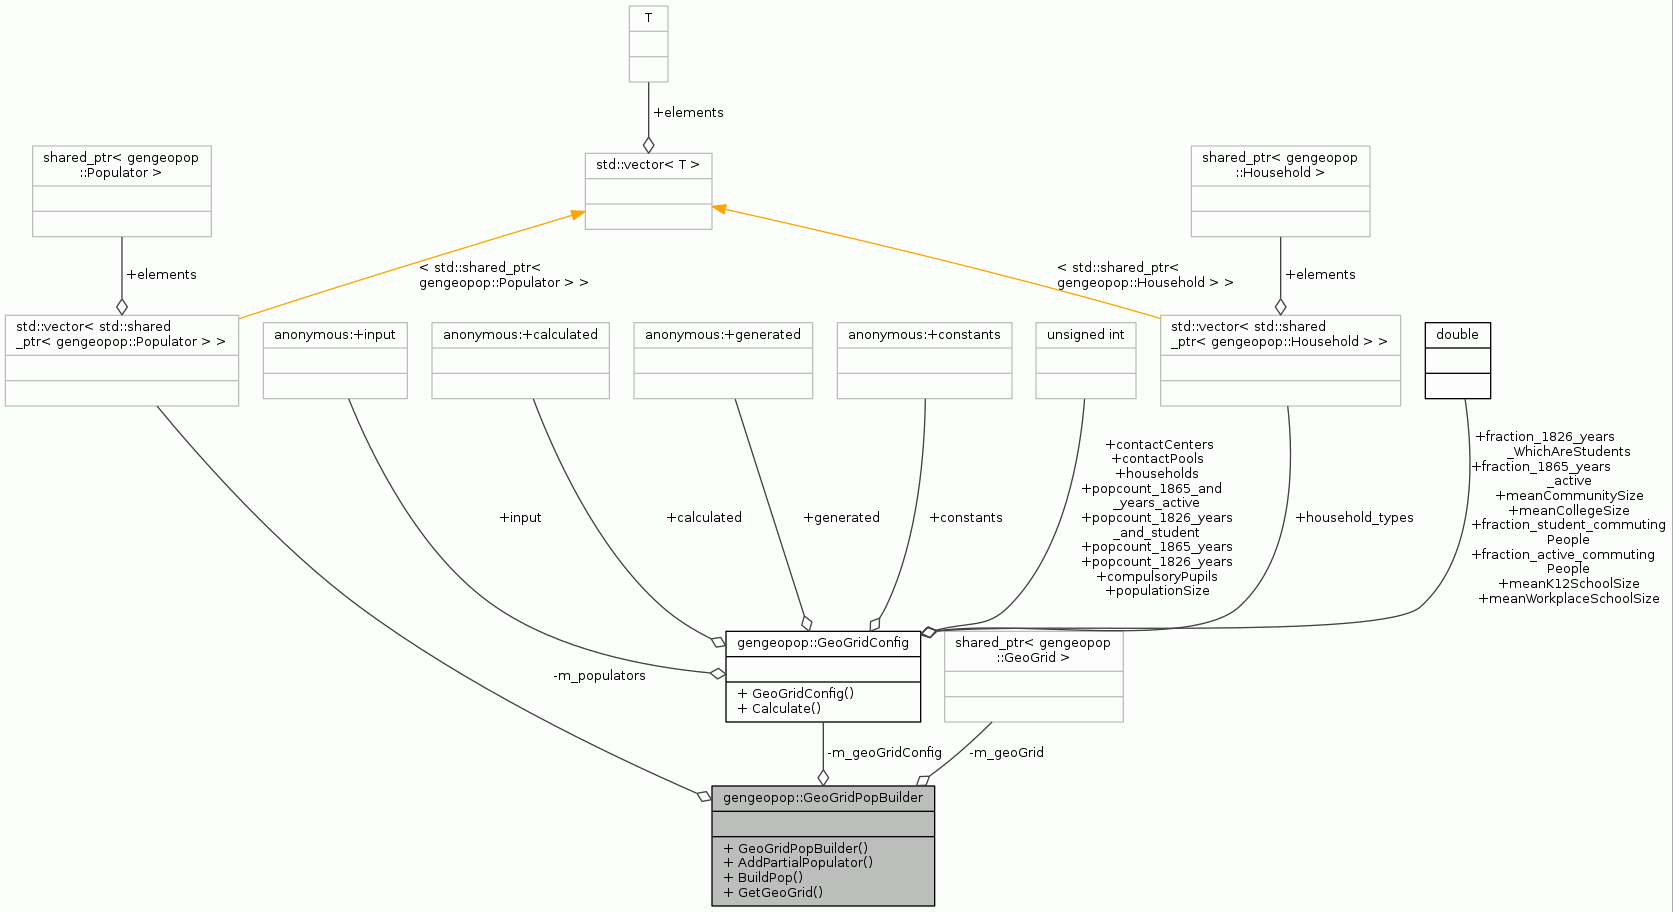 T
+elements
shared_ptr< gengeopop
::Populator >
std::vector< T >
shared_ptr< gengeopop
::Household >
+elements
< std::shared_ptr<
gengeopop::Populator > >
< std::shared_ptr<
gengeopop::Household > >
+elements
std::vector< std::shared
_ptr< gengeopop::Populator > >
anonymous:+input
anonymous:+calculated
anonymous:+generated
anonymous:+constants
unsigned int
std::vector< std::shared
_ptr< gengeopop::Household > >
double
+input
+calculated
+generated
+constants
+contactCenters
+contactPools
+households
+popcount_1865_and
_years_active
+popcount_1826_years
_and_student
+popcount_1865_years
+popcount_1826_years
+compulsoryPupils
+populationSize
+household_types
+fraction_1826_years
_WhichAreStudents
+fraction_1865_years
_active
+meanCommunitySize
+meanCollegeSize
+fraction_student_commuting
People
+fraction_active_commuting
People
+meanK12SchoolSize
+meanWorkplaceSchoolSize
-m_populators
gengeopop::GeoGridConfig
+ GeoGridConfig()
+ Calculate()
shared_ptr< gengeopop
::GeoGrid >
-m_geoGridConfig
-m_geoGrid
gengeopop::GeoGridPopBuilder
+ GeoGridPopBuilder()
+ AddPartialPopulator()
+ BuildPop()
+ GetGeoGrid()